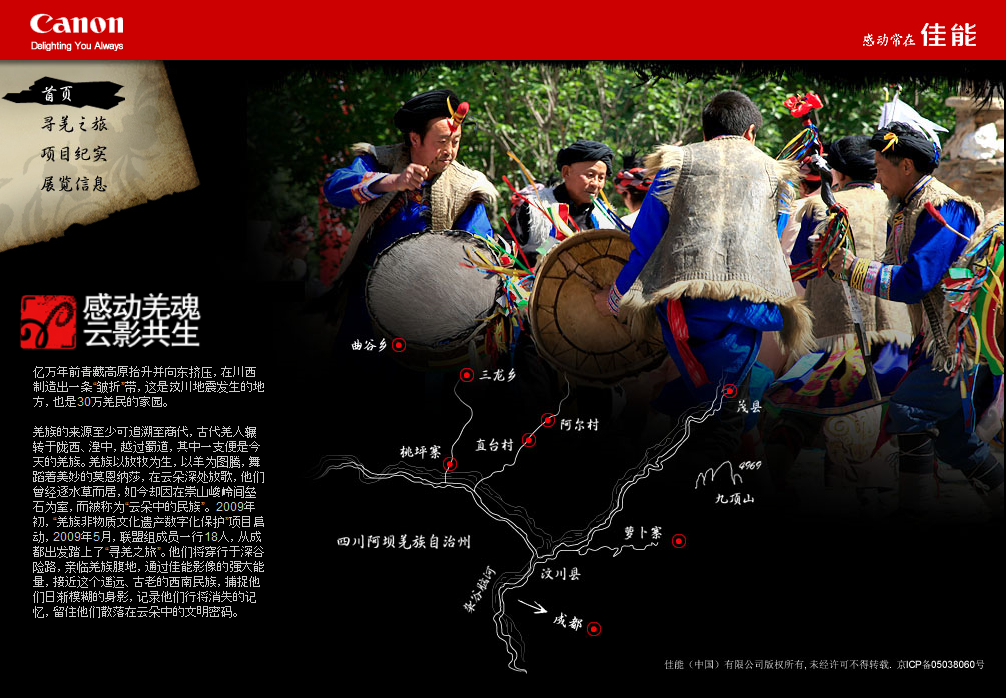 Canon
Delighting You Always
感动常在 佳能
首页
寻羌之旅
项目纪实
展览信息
感动羌魂
云影共生
亿万年前青藏高原抬升并向东挤压，在川西
制造出一条“皱折”带，这是汶川地震发生的地
方，也是30万羌民的家园。
羌族的来源至少可追溯至商代，古代羌人辗
转于陇西、湟中，越过蜀道，其中一支便是今
天的羌族。羌族以放牧为生，以羊为图腾，舞
蹈着美妙的莫恩纳莎，在云朵深处放歌，他们
曾经逐水草而居，如今却因在崇山峻岭间垒
石为室，而被称为“云朵中的民族”。2009年
初，“羌族非物质文化遗产数字化保护”项目启
动，2009年5月，联盟组成员一行18人，从成
都出发踏上了“寻羌之旅”。他们将穿行于深谷
险路，亲临羌族腹地，通过佳能影像的强大能
量，接近这个遥远、古老的西南民族，捕捉他
们日渐模糊的身影，记录他们行将消失的记
忆，留住他们散落在云朵中的文明密码。
曲谷乡
三龙乡
茂县
阿尔村
直台村
桃坪寨
4969
九顶山
萝卜寨
四川阿坝羌族自治州
汶川县
杂谷脑河
成都
佳能（中国）有限公司版权所有, 未经许可不得转载. 京ICP备05038060号